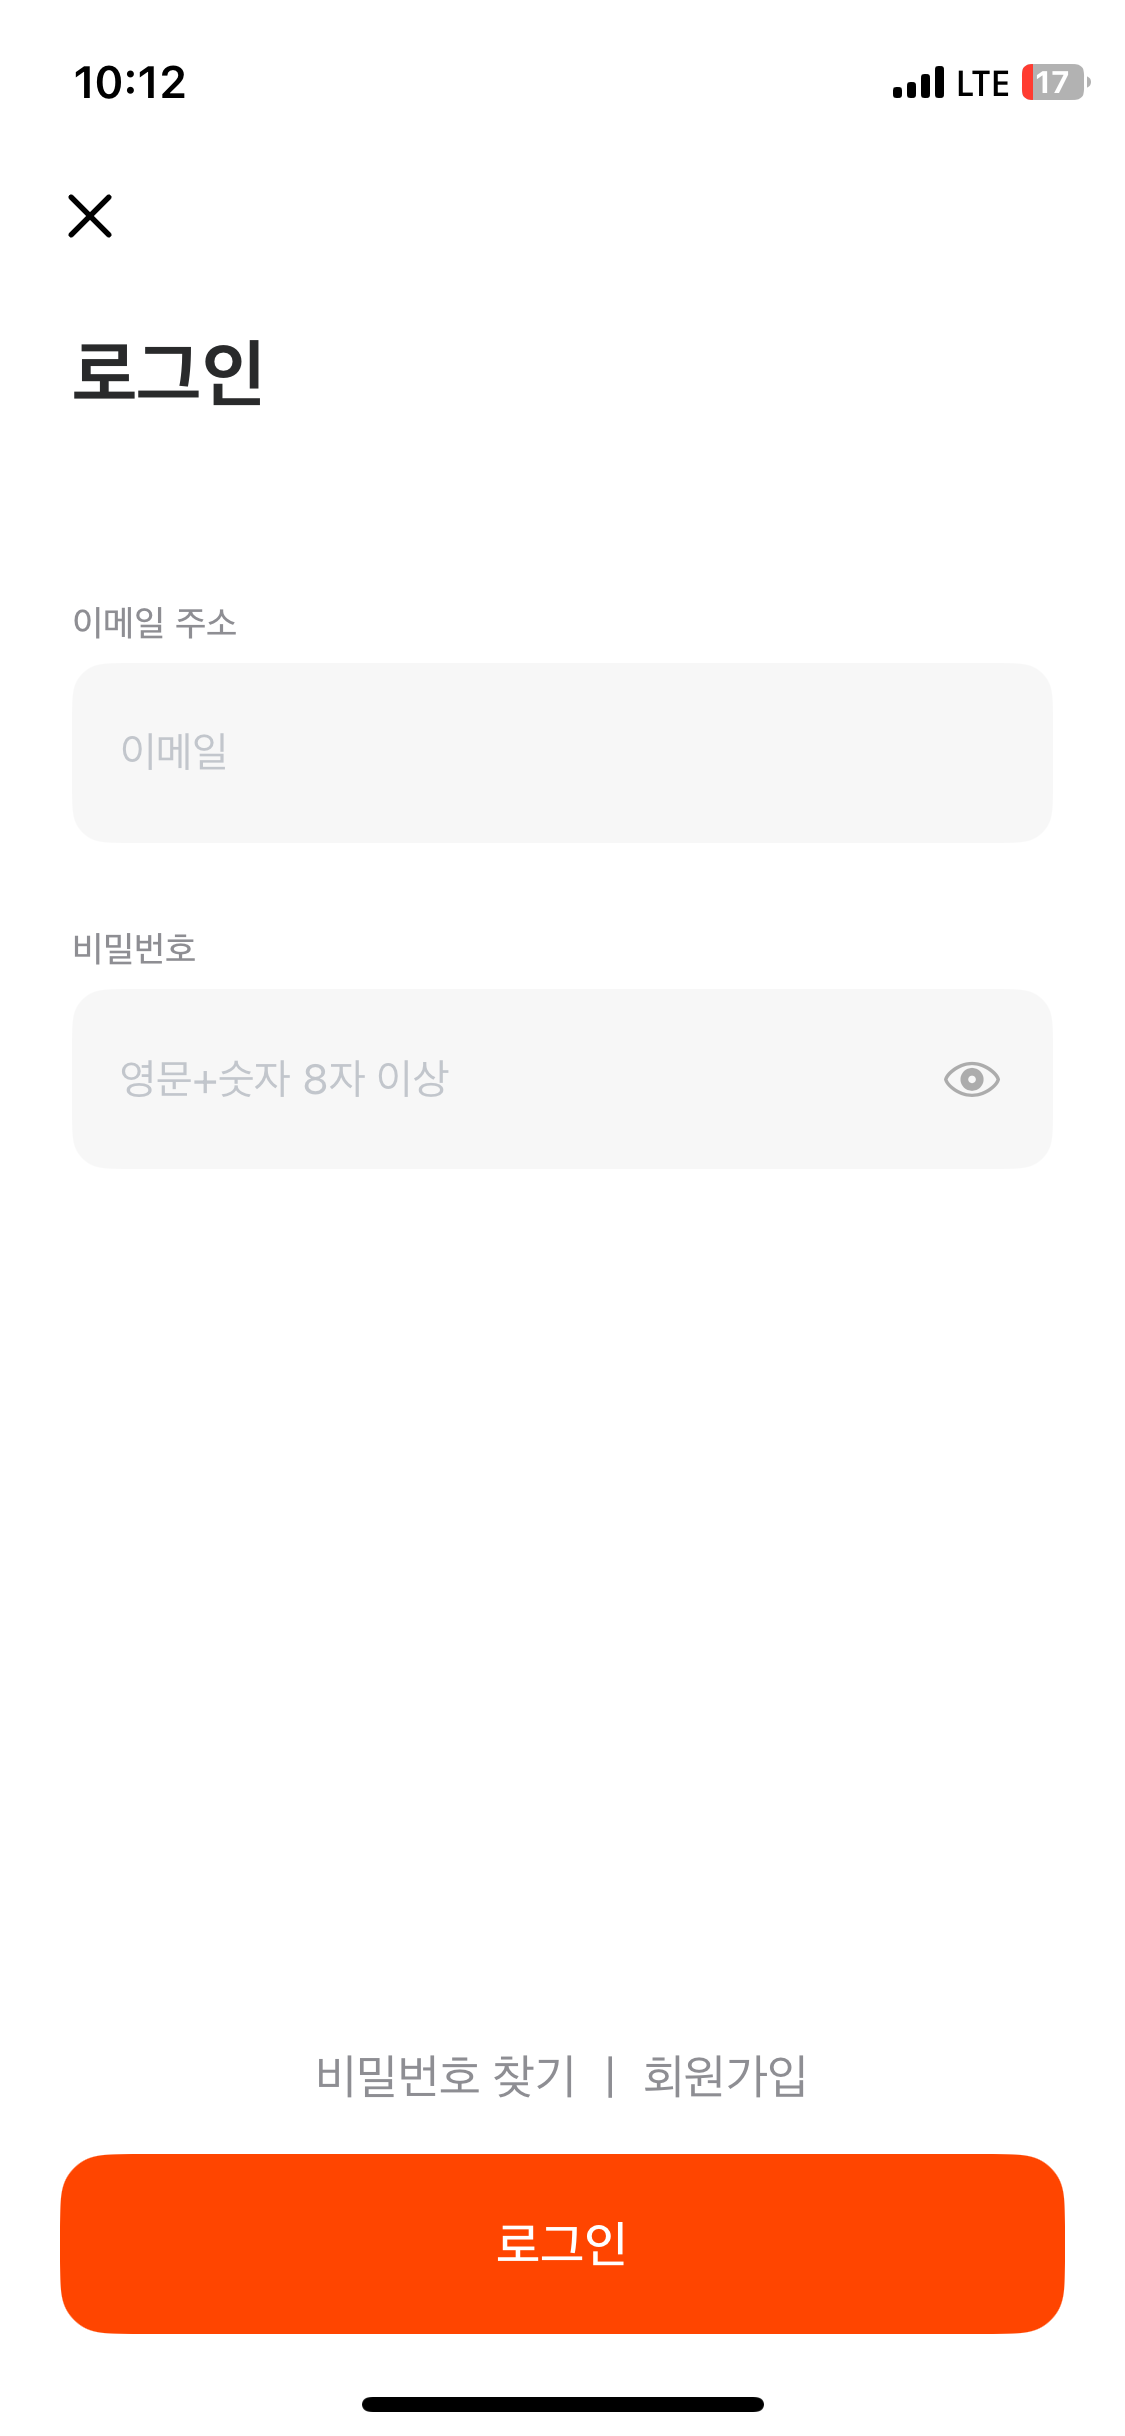 10:12 LTE 17
로그인
이메일 주소
이메일
비밀번호
영문+숫자 8자 이상
비밀번호 찾기 | 회원가입
로그인